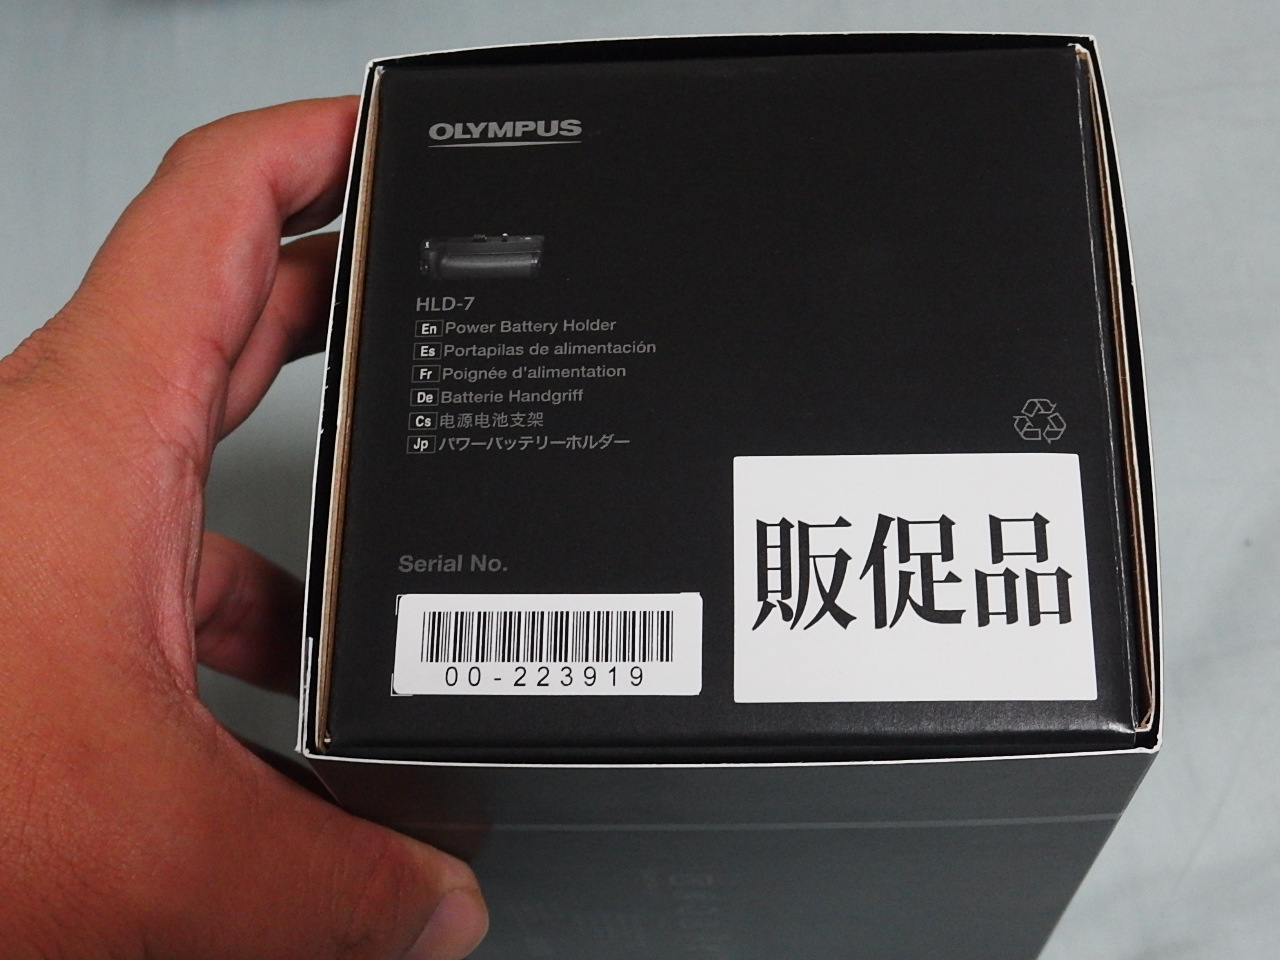 OLYMPUS
HLD-7
En Power Battery Holder
Es Portapilas de alimentación
Fr Poignée d'alimentation
De Batterie Handgriff
Cs 电源电池支架
Jp パワーバッテリーホルダー
Serial No.
00-223919
販促品